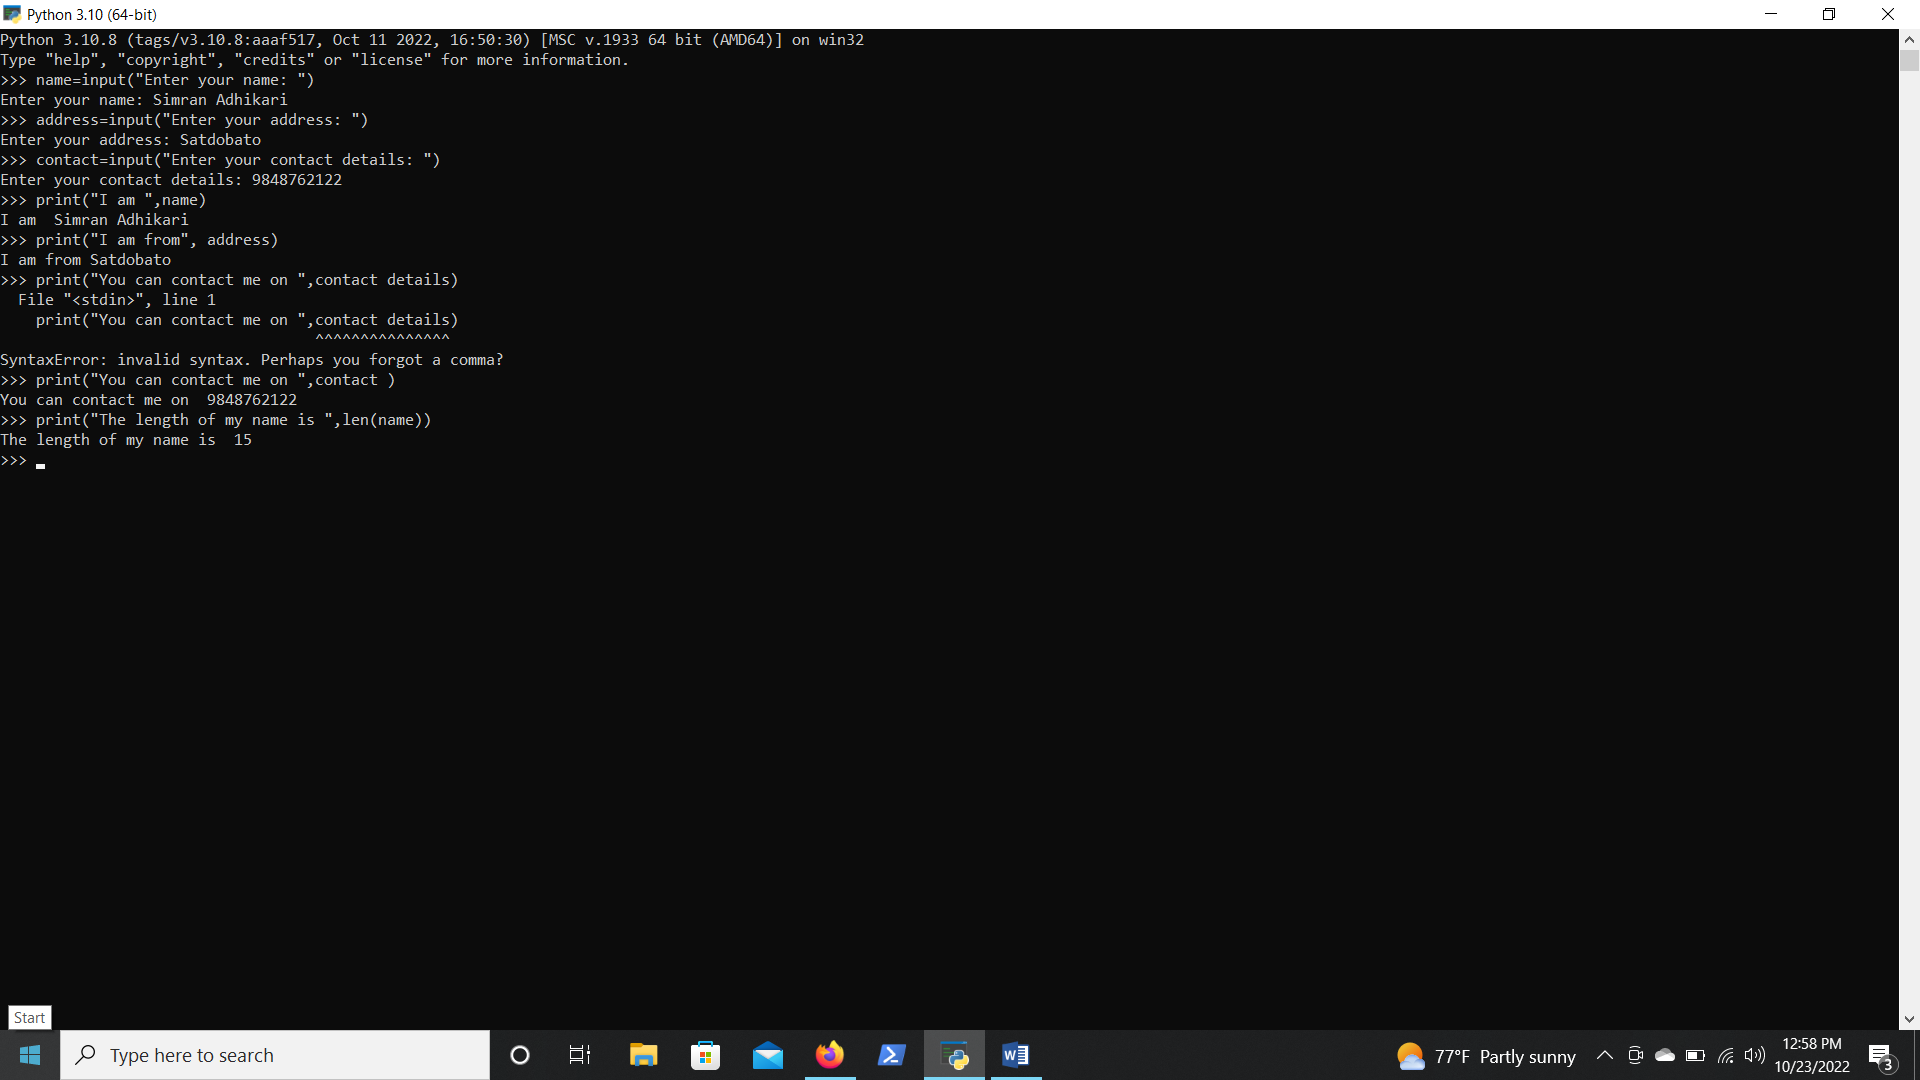 Python 3.10 (64-bit)
Python 3.10.8 (tags/v3.10.8:aaaf517, Oct 11 2022, 16:50:30) [MSC v.1933 64 bit (AMD64)] on win32
Type "help", "copyright", "credits" or "license" for more information.
>>> name=input("Enter your name: ")
Enter your name: Simran Adhikari
>>> address=input("Enter your address: ")
Enter your address: Satdobato
>>> contact=input("Enter your contact details: ")
Enter your contact details: 9848762122
>>> print("I am ",name)
I am  Simran Adhikari
>>> print("I am from", address)
I am from Satdobato
>>> print("You can contact me on ",contact details)
  File "<stdin>", line 1
    print("You can contact me on ",contact details)
                                   ^^^^^^^^^^^^^^^
SyntaxError: invalid syntax. Perhaps you forgot a comma?
>>> print("You can contact me on ",contact )
You can contact me on  9848762122
>>> print("The length of my name is ",len(name))
The length of my name is  15
>>>
Start
Type here to search
77°F Partly sunny
12:58 PM
10/23/2022
3